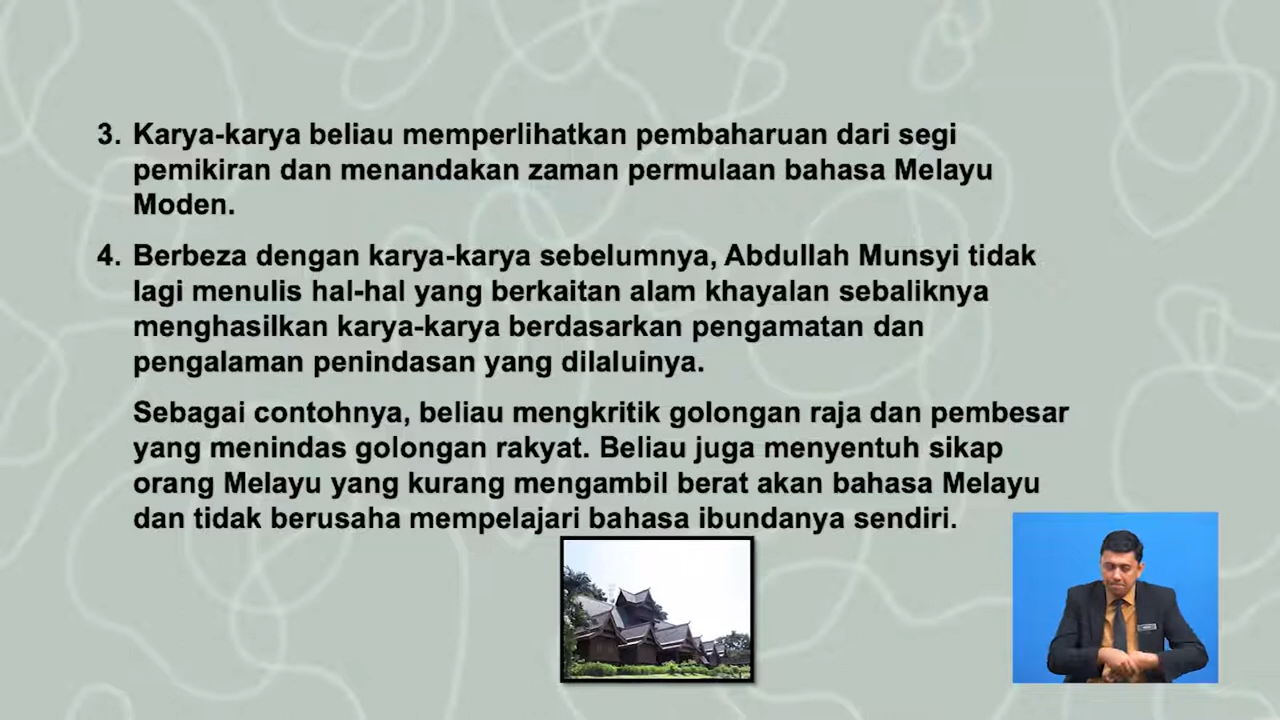 3. Karya-karya beliau memperlihatkan pembaharuan dari segi
pemikiran dan menandakan zaman permulaan bahasa Melayu
Moden.
4. Berbeza dengan karya-karya sebelumnya, Abdullah Munsyi tidak
lagi menulis hal-hal yang berkaitan alam khayalan sebaliknya
menghasilkan karya-karya berdasarkan pengamatan dan
pengalaman penindasan yang dilaluinya.
Sebagai contohnya, beliau mengkritik golongan raja dan pembesar
yang menindas golongan rakyat. Beliau juga menyentuh sikap
orang Melayu yang kurang mengambil berat akan bahasa Melayu
dan tidak berusaha mempelajari bahasa ibundanya sendiri.